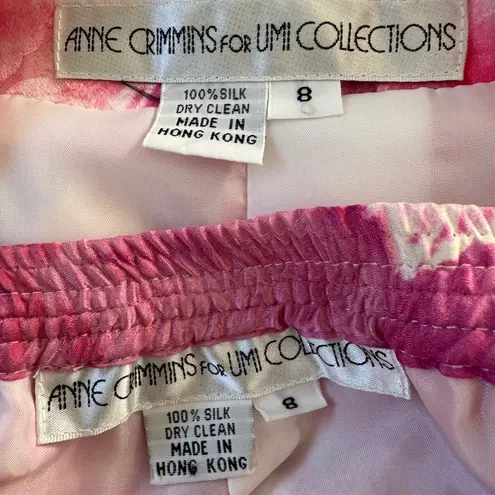 ANNE CRIMMINS FOR UMI COLLECTIONS
100% SILK
DRY CLEAN
MADE IN
HONG KONG
8
ANNE CRIMMINS FOR UMI COLLECTIONS
100% SILK
DRY CLEAN
MADE IN
HONG KONG
8